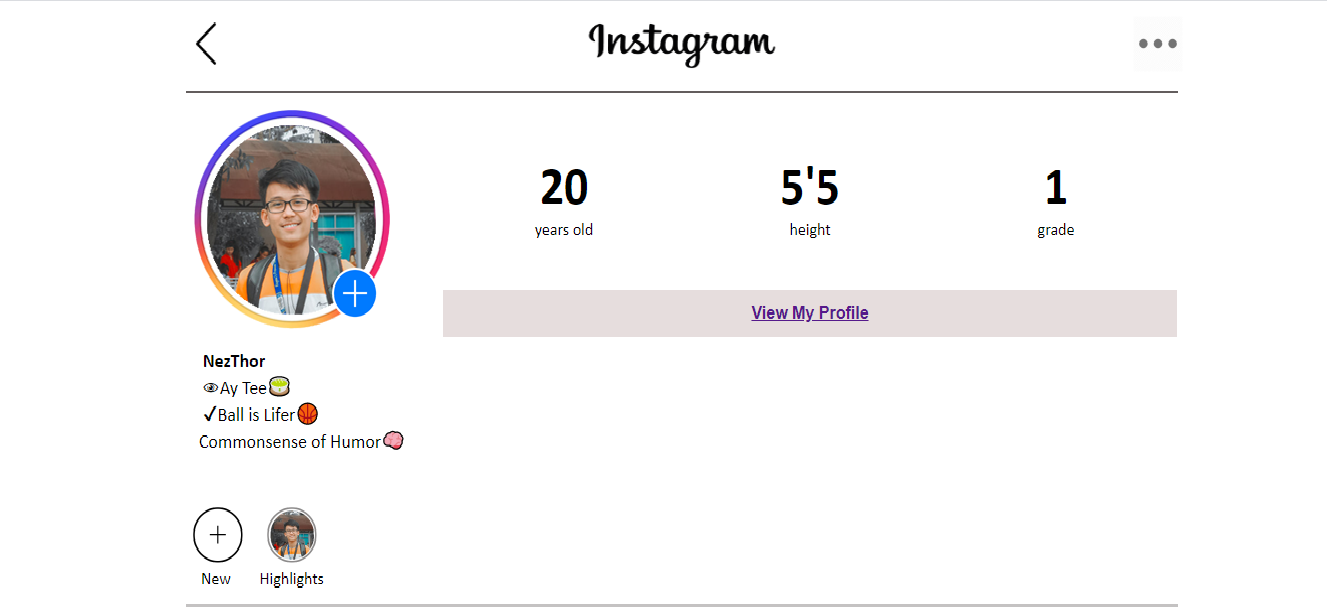 Instagram
20
years old
5'5
height
1
grade
View My Profile
NezThor
👁Ay Tee🍵
✓Ball is Lifer🏀
Commonsense of Humor🧠
New
Highlights